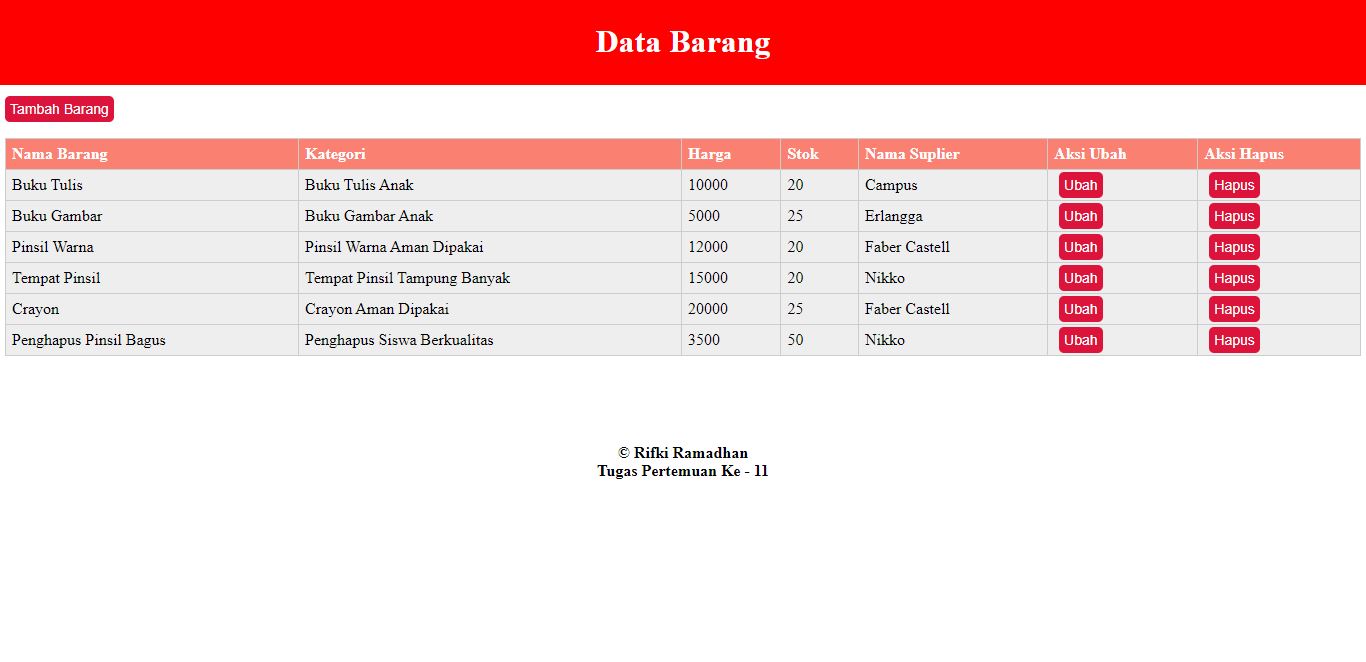 Data Barang
Tambah Barang
Nama Barang Kategori Harga Stok Nama Suplier Aksi Ubah Aksi Hapus
Buku Tulis Buku Tulis Anak 10000 20 Campus Ubah Hapus
Buku Gambar Buku Gambar Anak 5000 25 Erlangga Ubah Hapus
Pinsil Warna Pinsil Warna Aman Dipakai 12000 20 Faber Castell Ubah Hapus
Tempat Pinsil Tempat Pinsil Tampung Banyak 15000 20 Nikko Ubah Hapus
Crayon Crayon Aman Dipakai 20000 25 Faber Castell Ubah Hapus
Penghapus Pinsil Bagus Penghapus Siswa Berkualitas 3500 50 Nikko Ubah Hapus
© Rifki Ramadhan
Tugas Pertemuan Ke - 11